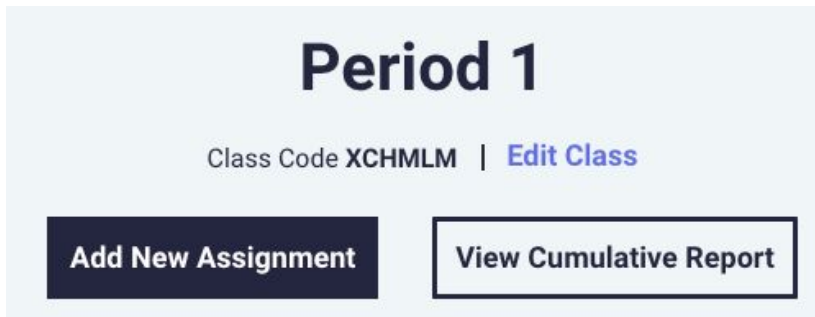 Period 1
Class Code XCHMLM | Edit Class
Add New Assignment
View Cumulative Report